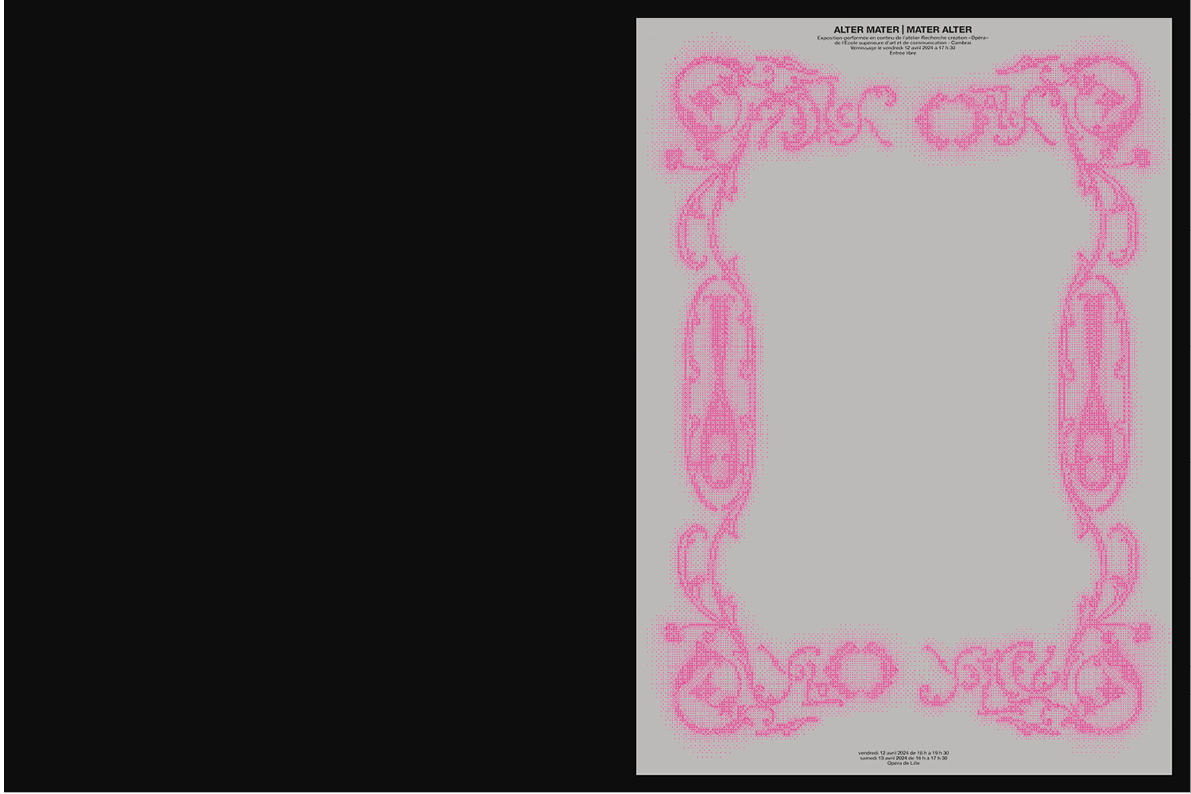 ALTER MATER | MATER ALTER
Exposition-performée en continu de l'atelier Recherche création «Opéra»
de l'École supérieure d'art et de communication - Cambrai
Vernissage le vendredi 12 avril 2024 à 17 h 30
Entrée libre
vendredi 12 avril 2024 de 18 h à 19 h 30
samedi 13 avril 2024 de 16 h à 17 h 30
Opéra de Lille